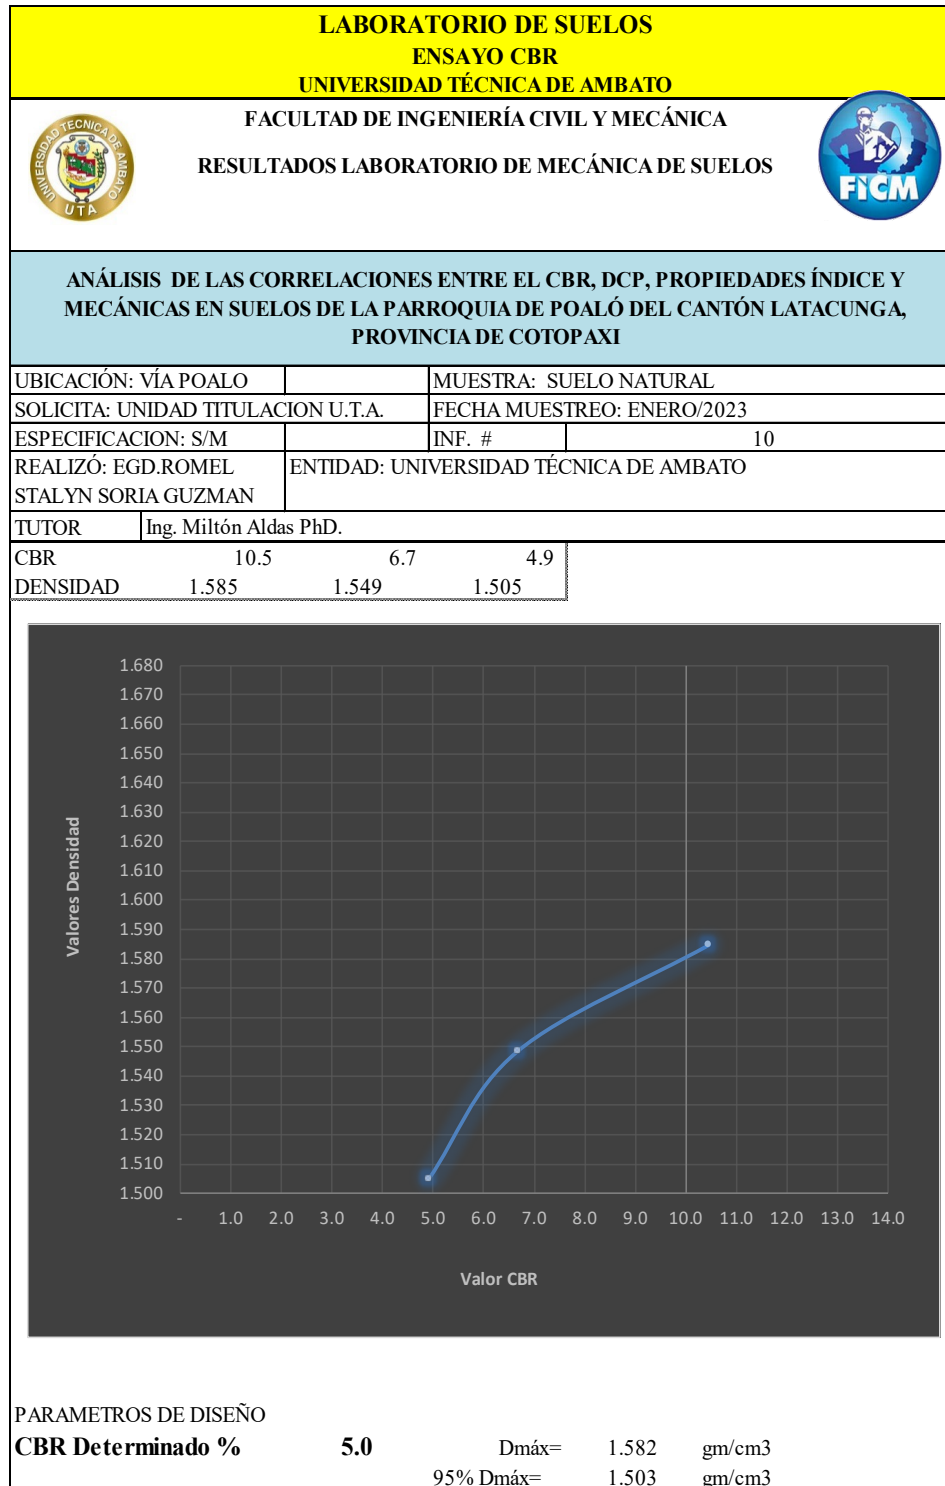 LABORATORIO DE SUELOS
ENSAYO CBR
UNIVERSIDAD TÉCNICA DE AMBATO
FACULTAD DE INGENIERÍA CIVIL Y MECÁNICA
RESULTADOS LABORATORIO DE MECÁNICA DE SUELOS
UNIVERSIDAD TECNICA DE AMBATO
UTA
FICM
ANÁLISIS DE LAS CORRELACIONES ENTRE EL CBR, DCP, PROPIEDADES ÍNDICE Y
MECÁNICAS EN SUELOS DE LA PARROQUIA DE POALÓ DEL CANTÓN LATACUNGA,
PROVINCIA DE COTOPAXI
UBICACIÓN: VÍA POALO MUESTRA: SUELO NATURAL
SOLICITA: UNIDAD TITULACION U.T.A. FECHA MUESTREO: ENERO/2023
ESPECIFICACION: S/M INF. # 10
REALIZÓ: EGD.ROMEL ENTIDAD: UNIVERSIDAD TÉCNICA DE AMBATO
STALYN SORIA GUZMAN
TUTOR Ing. Miltón Aldas PhD.
CBR 10.5 6.7 4.9
DENSIDAD 1.585 1.549 1.505
1.680
1.670
1.660
1.650
1.640
1.630
1.620
1.610
1.600
1.590
1.580
1.570
1.560
1.550
1.540
1.530
1.520
1.510
1.500
Valores Densidad
- 1.0 2.0 3.0 4.0 5.0 6.0 7.0 8.0 9.0 10.0 11.0 12.0 13.0 14.0
Valor CBR
PARAMETROS DE DISEÑO
CBR Determinado % 5.0 Dmáx= 1.582 gm/cm3
95% Dmáx= 1.503 gm/cm3